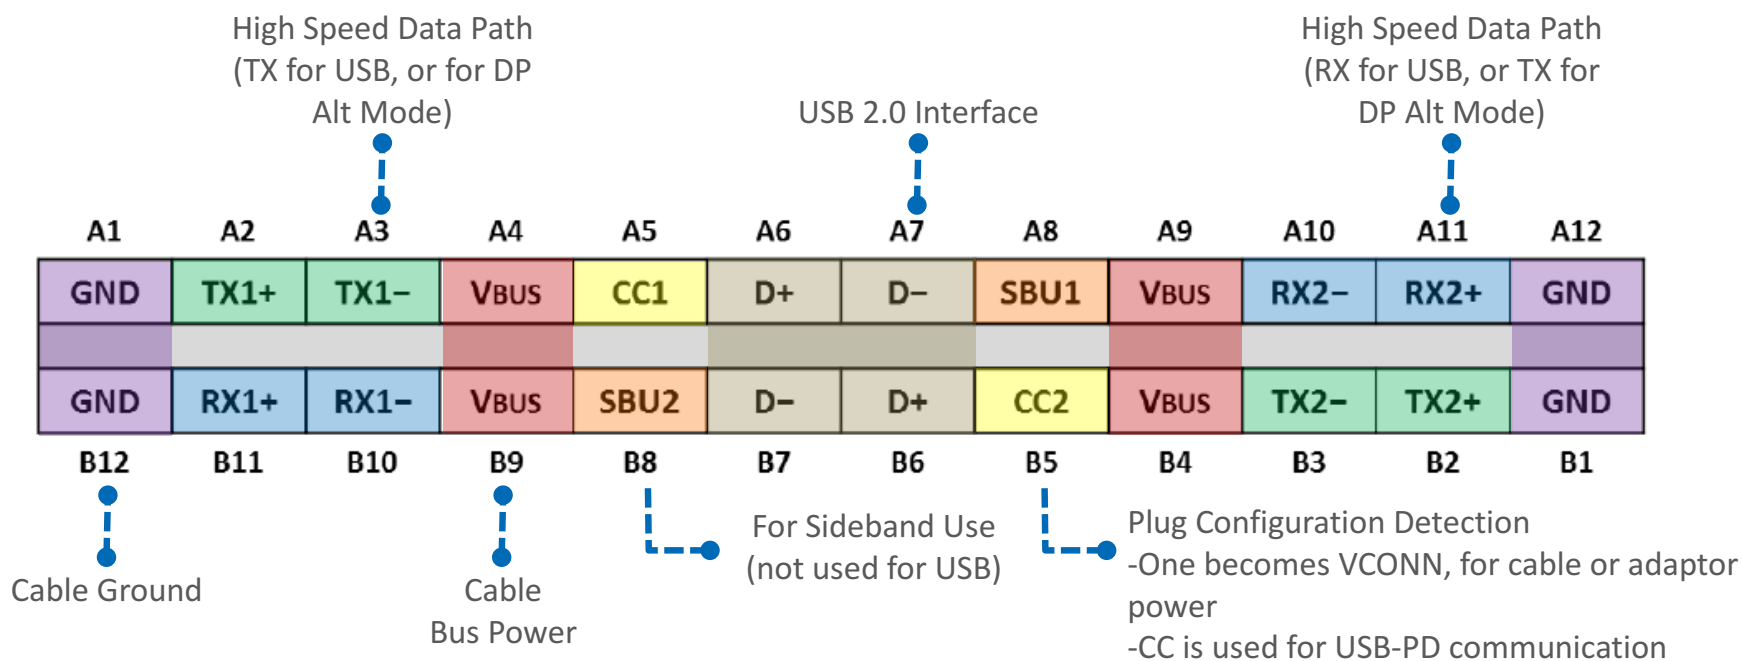 High Speed Data Path
(TX for USB, or for DP
Alt Mode)
USB 2.0 Interface
High Speed Data Path
(RX for USB, or TX for
DP Alt Mode)
A1 A2 A3 A4 A5 A6 A7 A8 A9 A10 A11 A12
GND TX1+ TX1− VBUS CC1 D+ D− SBU1 VBUS RX2− RX2+ GND
GND RX1+ RX1− VBUS SBU2 D− D+ CC2 VBUS TX2− TX2+ GND
B12 B11 B10 B9 B8 B7 B6 B5 B4 B3 B2 B1
Cable Ground
Cable
Bus Power
For Sideband Use
(not used for USB)
Plug Configuration Detection
-One becomes VCONN, for cable or adaptor
power
-CC is used for USB-PD communication